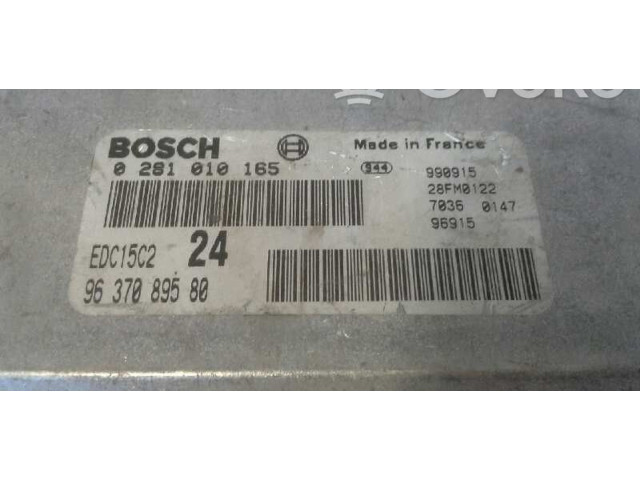 BOSCH Made in France
0 281 010 165 944 990915
28FM0122
7036 0147
96915
EDC15C2 24
96 370 895 80